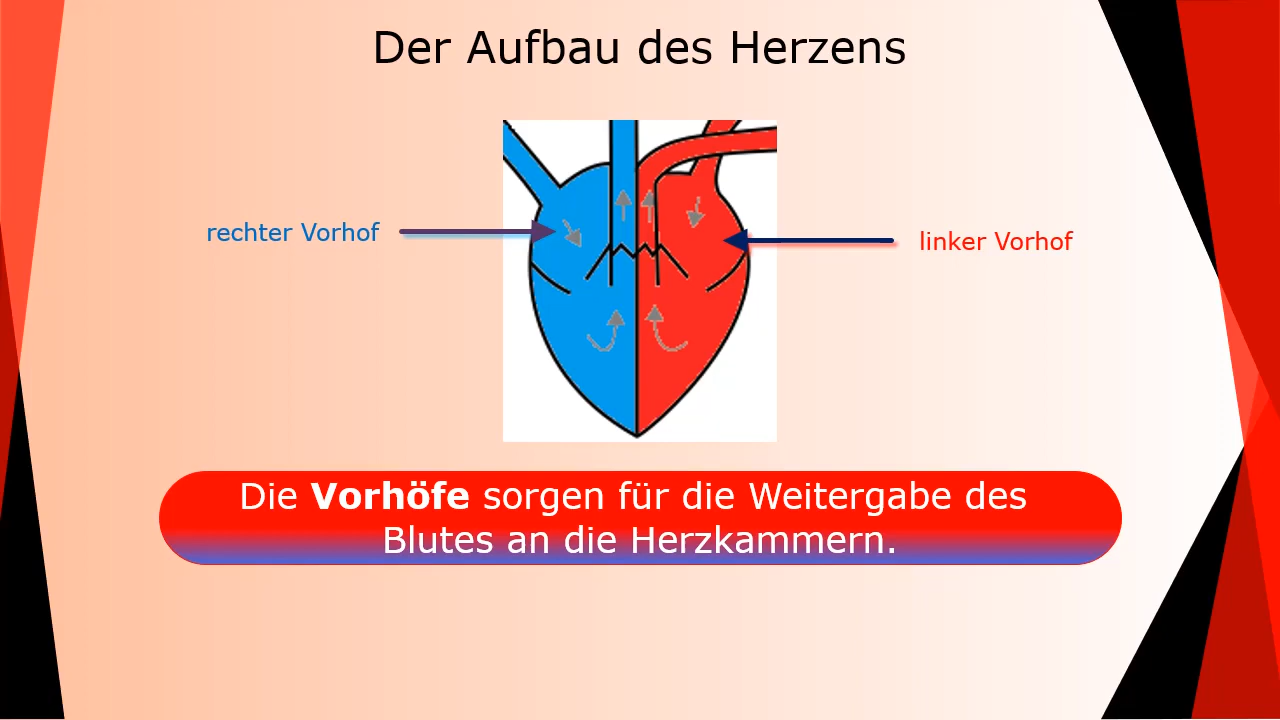 Der Aufbau des Herzens
rechter Vorhof
linker Vorhof
Die Vorhöfe sorgen für die Weitergabe des
Blutes an die Herzkammern.